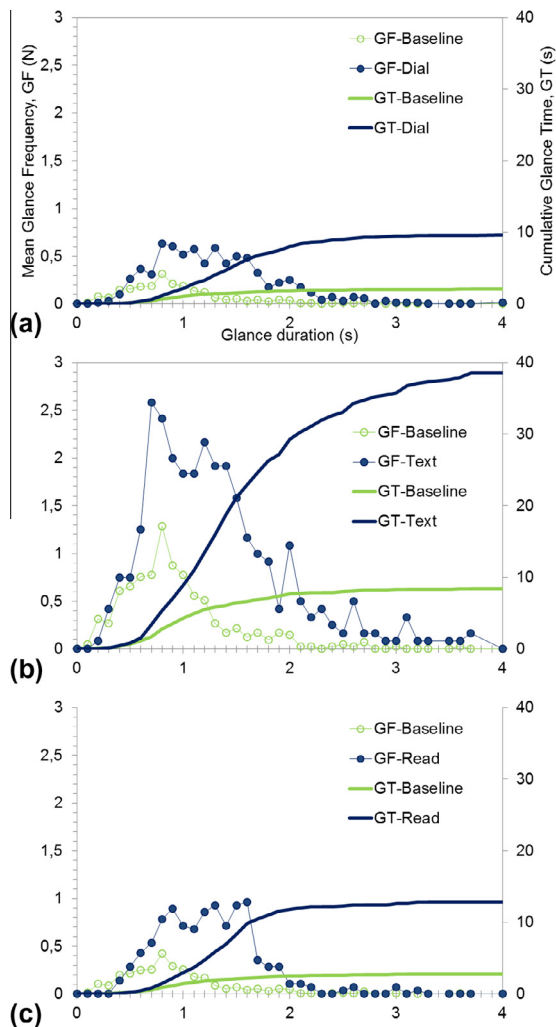 3
2,5
2
1,5
1
0,5
0
Mean Glance Frequency, GF (N)
GF-Baseline
GF-Dial
GT-Baseline
GT-Dial
40
30
20
10
0
Cumulative Glance Time, GT (s)
0 1 2 3 4
Glance duration (s)
(a)
3
2,5
2
1,5
1
0,5
0
GF-Baseline
GF-Text
GT-Baseline
GT-Text
40
30
20
10
0
0 1 2 3 4
(b)
3
2,5
2
1,5
1
0,5
0
GF-Baseline
GF-Read
GT-Baseline
GT-Read
40
30
20
10
0
0 1 2 3 4
(c)